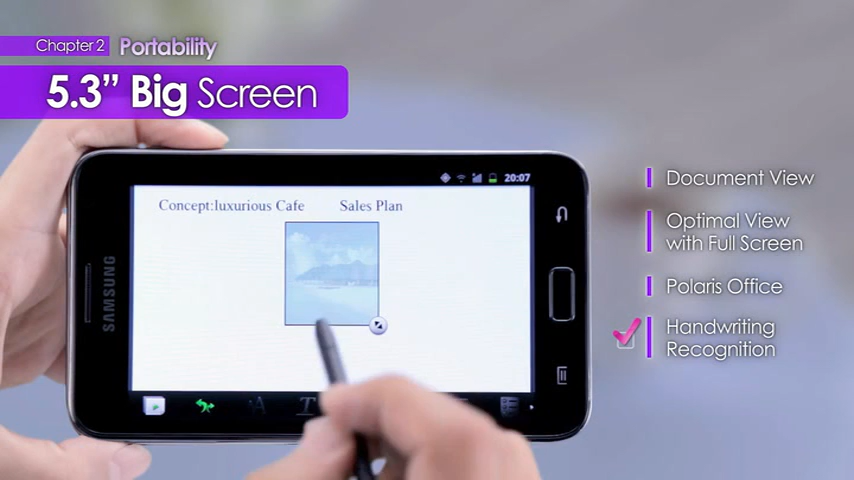 Chapter 2 Portability
5.3” Big Screen
20:07
Concept:luxurious Cafe Sales Plan
SAMSUNG
A
T
Document View
Optimal View
with Full Screen
Polaris Office
Handwriting
Recognition